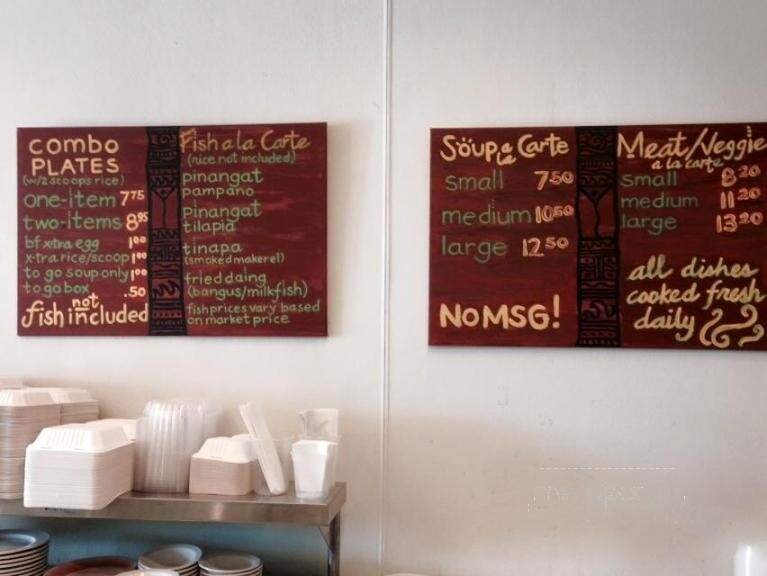 combo
PLATES
(w/2 scoops rice)
one-item 7.75
two-items 8.95
bf xtra egg 1.00
x-tra rice/scoop 1.00
to go soup only 1.00
to go box .50
fish not included
Fish a la Carte
(rice not included)
pinangat
pampano
pinangat
tilapia
tinapa
(smoked makerel)
fried daing
(bangus/milkfish)
fish prices vary based
on market price
Soup a la Carte
small 7.50
medium 10.50
large 12.50
No MSG!
Meat/Veggie
a la carte
small 8.20
medium 11.20
large 13.20
all dishes
cooked fresh
daily